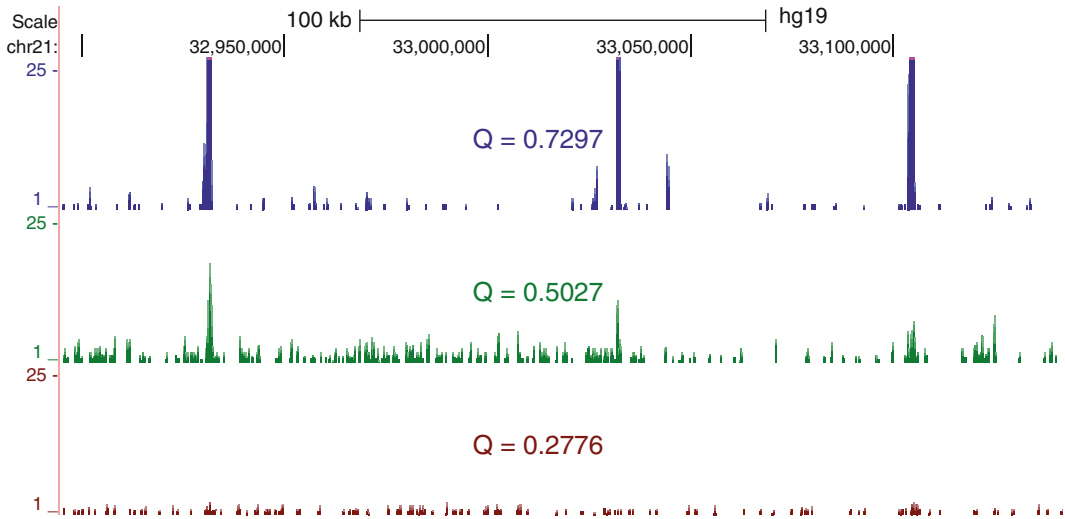 Scale 100 kb hg19
chr21: 32,950,000 33,000,000 33,050,000 33,100,000
25
Q = 0.7297
1
25
Q = 0.5027
1
25
Q = 0.2776
1